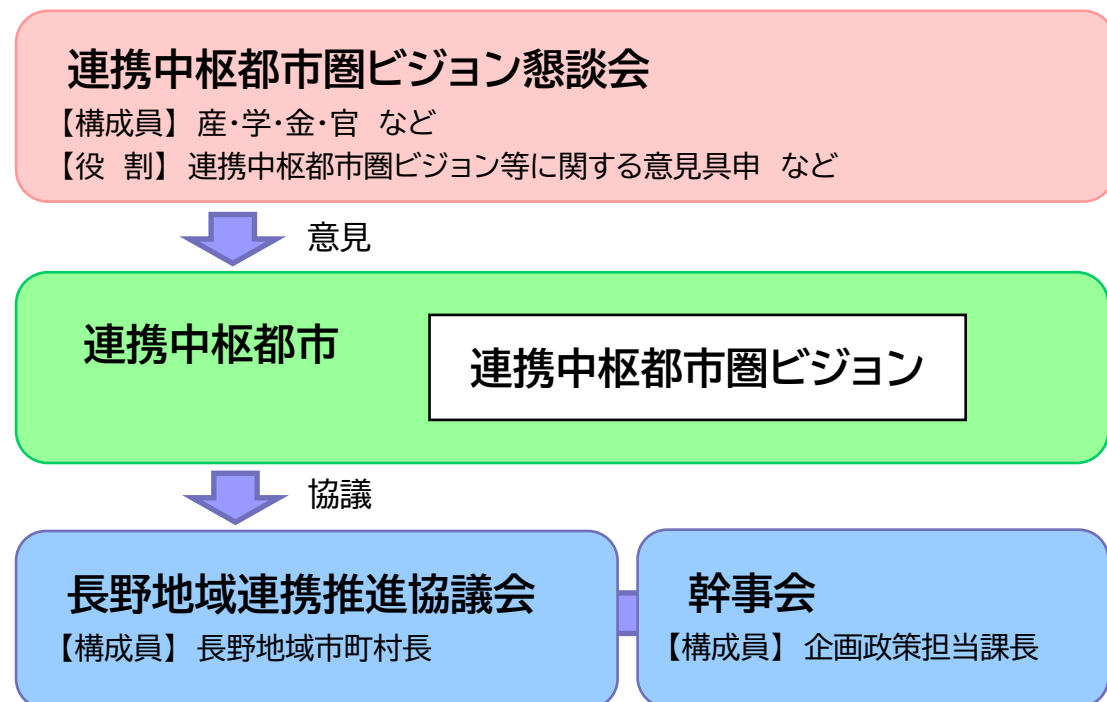 連携中枢都市圏ビジョン懇談会
【構成員】 産・学・金・官 など
【役 割】 連携中枢都市圏ビジョン等に関する意見具申 など
意見
連携中枢都市
連携中枢都市圏ビジョン
協議
長野地域連携推進協議会
【構成員】 長野地域市町村長
幹事会
【構成員】 企画政策担当課長